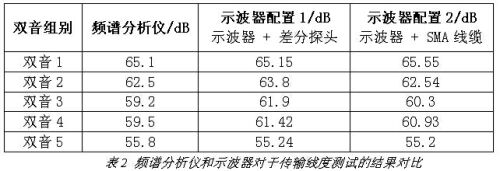 双音组别 频谱分析仪/dB 示波器配置 1/dB 示波器配置 2/dB
示波器 + 差分探头 示波器 + SMA 线缆
双音 1 65.1 65.15 65.55
双音 2 62.5 63.8 62.54
双音 3 59.2 61.9 60.3
双音 4 59.5 61.42 60.93
双音 5 55.8 55.24 55.2
表 2 频谱分析仪和示波器对于传输线度测试的结果对比